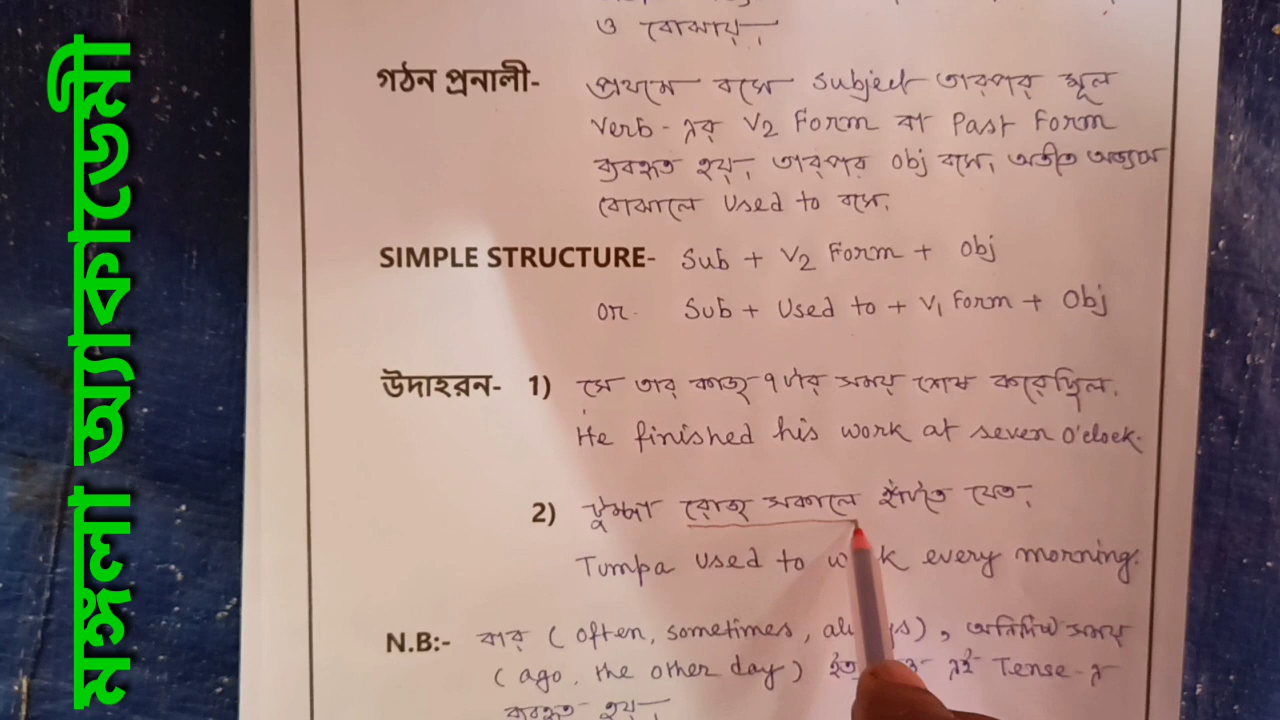 মঙ্গলা অ্যাকাডেমী
ও বোঝায়।
গঠন প্রনালী- প্রথমে বসে subject তারপর মূল
Verb-এর V2 Form বা Past Form
ব্যবহৃত হয়, তারপর obj বসে। অতীত অভ্যাস
বোঝালে used to বসে.
SIMPLE STRUCTURE- Sub + V2 Form + Obj
or. Sub + Used to + V1 Form + Obj
উদাহরন- 1) সে তার কাজ ৭টার সময় শেষ করেছিল.
He finished his work at seven O'clock.
2) টুম্পা রোজ সকালে হাঁটতে যেত.
Tumpa used to every morning.
N.B:- বার (often, sometimes, ), অনির্দিষ্ট সময়
(ago, the other day) এই Tense-এ
ব্যবহৃত হয়।